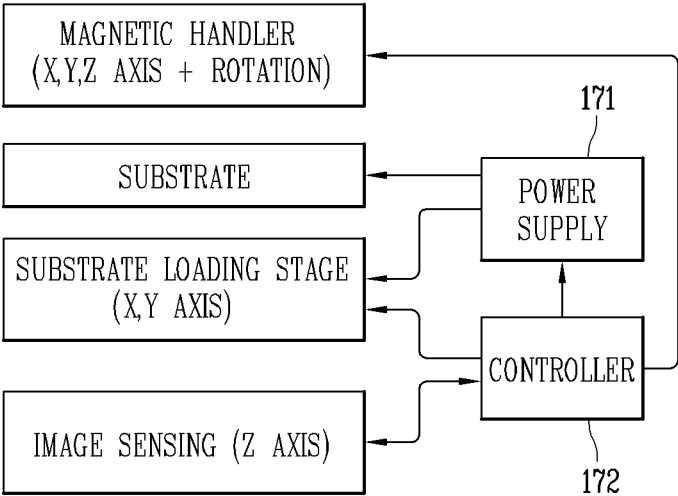 MAGNETIC HANDLER
(X,Y,Z AXIS + ROTATION)
171
SUBSTRATE
POWER
SUPPLY
SUBSTRATE LOADING STAGE
(X,Y AXIS)
CONTROLLER
IMAGE SENSING (Z AXIS)
172